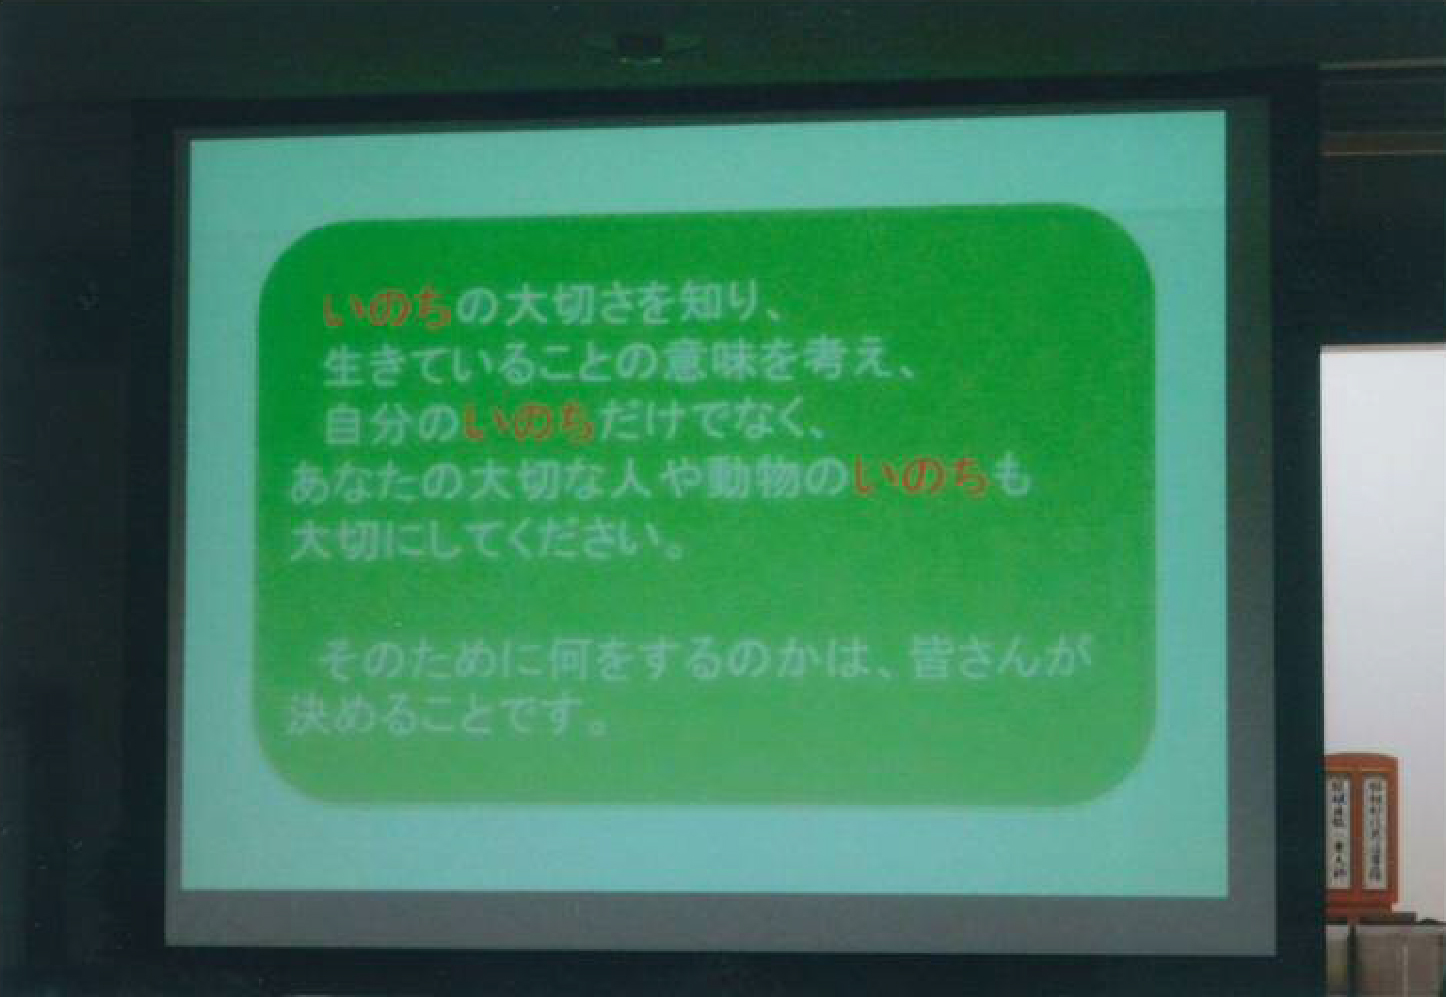 いのちの大切さを知り、
生きていることの意味を考え、
自分のいのちだけでなく、
あなたの大切な人や動物のいのちも
大切にしてください。
そのために何をするのかは、皆さんが
決めることです。